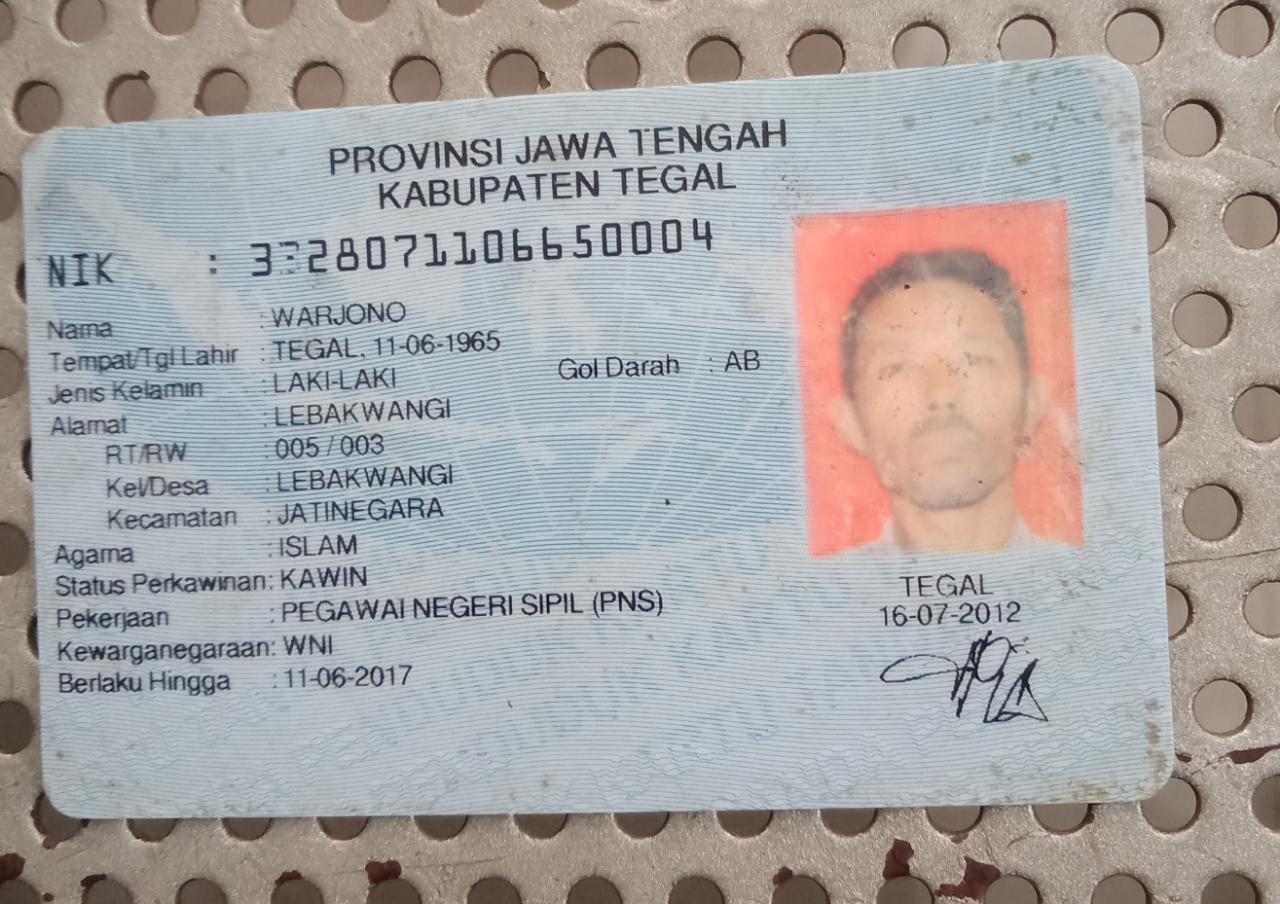 PROVINSI JAWA TENGAH
KABUPATEN TEGAL
NIK : 3328071106650004
Nama : WARJONO
Tempat/Tgl Lahir : TEGAL, 11-06-1965
Jenis Kelamin : LAKI-LAKI Gol Darah : AB
Alamat : LEBAKWANGI
RT/RW : 005 / 003
Kel/Desa : LEBAKWANGI
Kecamatan : JATINEGARA
Agama : ISLAM
Status Perkawinan : KAWIN
Pekerjaan : PEGAWAI NEGERI SIPIL (PNS)
Kewarganegaraan : WNI
Berlaku Hingga : 11-06-2017
TEGAL
16-07-2012